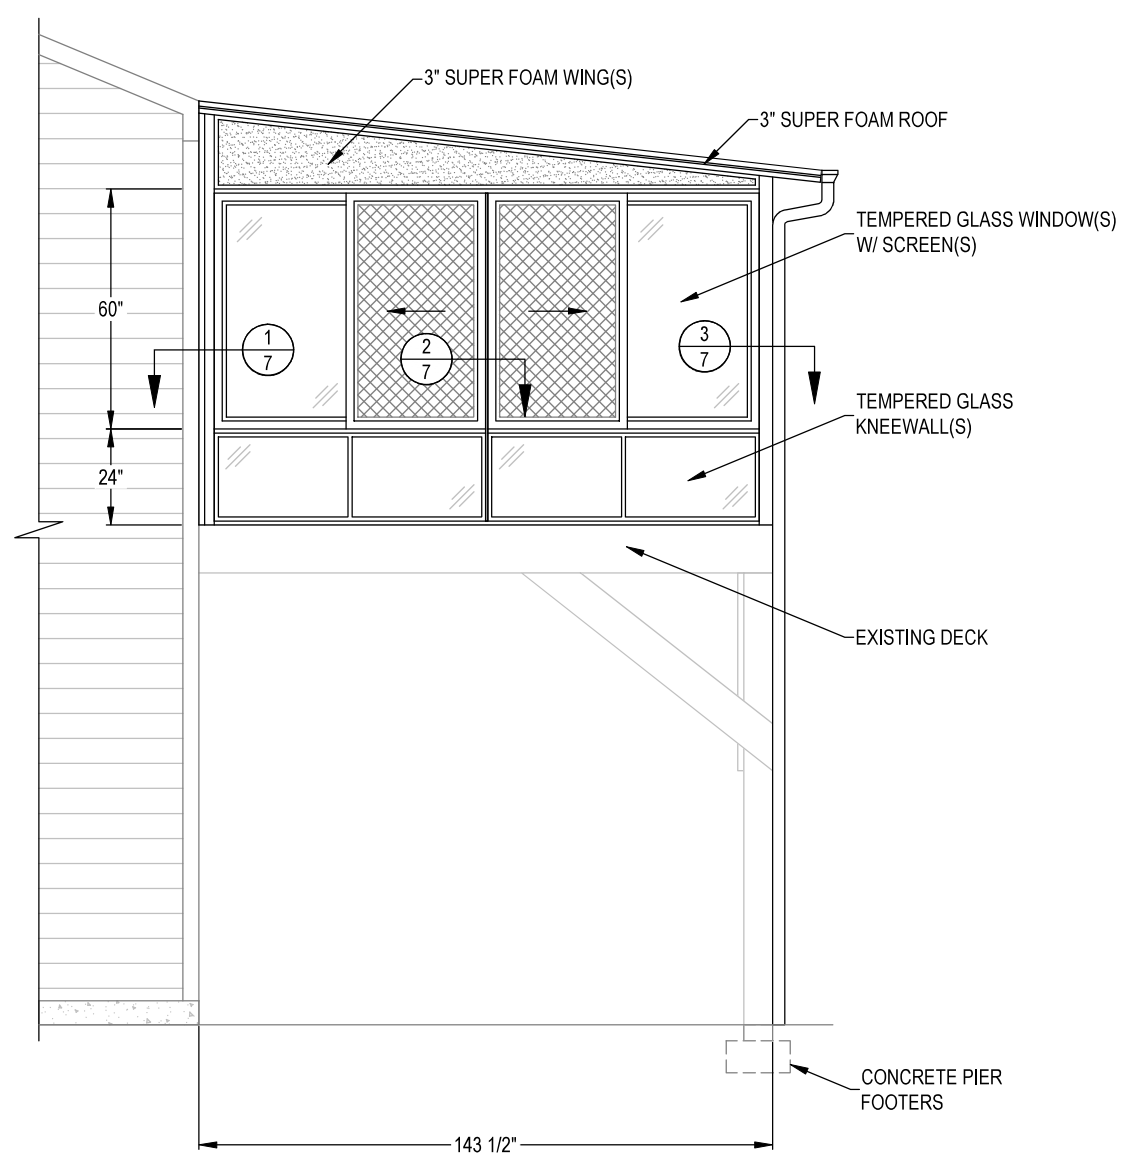 3" SUPER FOAM WING(S)
3" SUPER FOAM ROOF
TEMPERED GLASS WINDOW(S)
W/ SCREEN(S)
60"
1
7
2
7
3
7
TEMPERED GLASS
KNEEWALL(S)
24"
EXISTING DECK
CONCRETE PIER
FOOTERS
143 1/2"